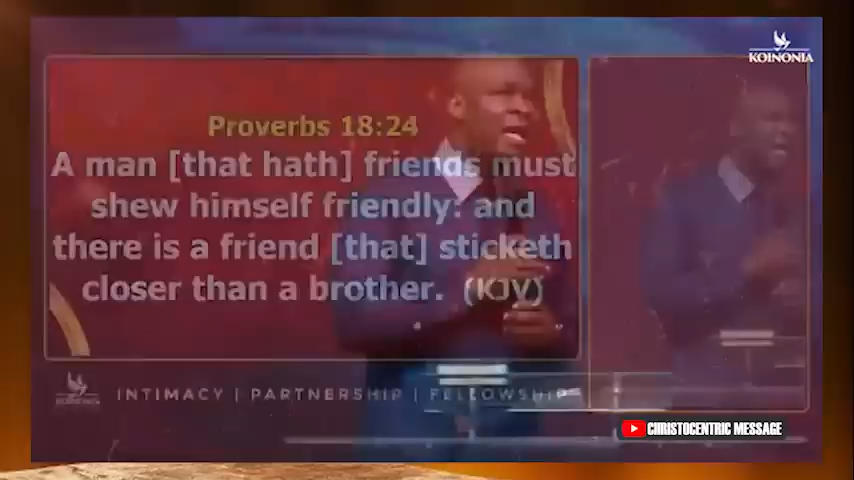 KOINONIA
Proverbs 18:24
A man [that hath] friends must
shew himself friendly: and
there is a friend [that] sticketh
closer than a brother. (KJV)
KOINONIA
INTIMACY | PARTNERSHIP | FELLOWSHIP
CHRISTOCENTRIC MESSAGE